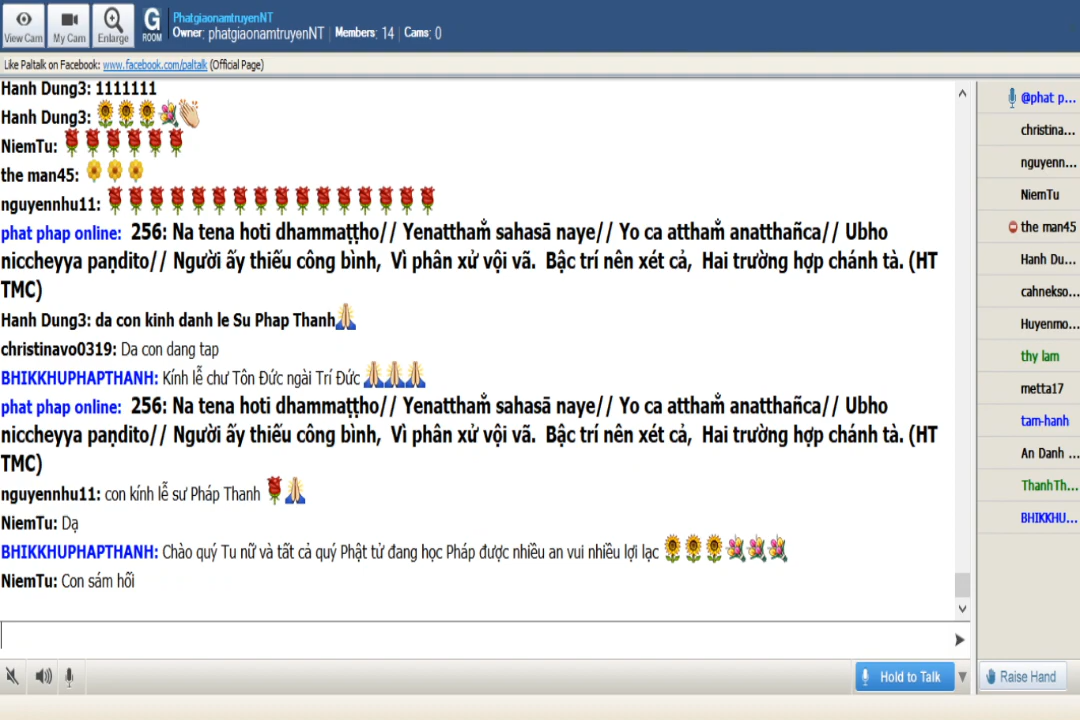 View Cam
My Cam
Enlarge
G
ROOM
PhatgiaonamtruyenNT
Owner: phatgiaonamtruyenNT | Members: 14 | Cams: 0
Like Paltalk on Facebook: www.facebook.com/paltalk (Official Page)
Hanh Dung3: 1111111
Hanh Dung3:
NiemTu:
the man45:
nguyennhu11:
phat phap online: 256: Na tena hoti dhammaṭṭho// Yenatthaṁ sahasā naye// Yo ca atthaṁ anatthañca// Ubho
niccheyya paṇdito// Người ấy thiếu công bình, Vì phân xử vội vã. Bậc trí nên xét cả, Hai trường hợp chánh tà. (HT
TMC)
Hanh Dung3: da con kinh danh le Su Phap Thanh
christinavo0319: Da con dang tap
BHIKKHUPHAPTHANH: Kính lễ chư Tôn Đức ngài Trí Đức
phat phap online: 256: Na tena hoti dhammaṭṭho// Yenatthaṁ sahasā naye// Yo ca atthaṁ anatthañca// Ubho
niccheyya paṇdito// Người ấy thiếu công bình, Vì phân xử vội vã. Bậc trí nên xét cả, Hai trường hợp chánh tà. (HT
TMC)
nguyennhu11: con kính lễ sư Pháp Thanh
NiemTu: Dạ
BHIKKHUPHAPTHANH: Chào quý Tu nữ và tất cả quý Phật tử đang học Pháp được nhiều an vui nhiều lợi lạc
NiemTu: Con sám hối
@phat p...
christina...
nguyenn...
NiemTu
the man45
Hanh Du...
cahnekso...
Huyenmo...
thy lam
metta17
tam-hanh
An Danh ...
ThanhTh...
BHIKKHU...
Hold to Talk
Raise Hand